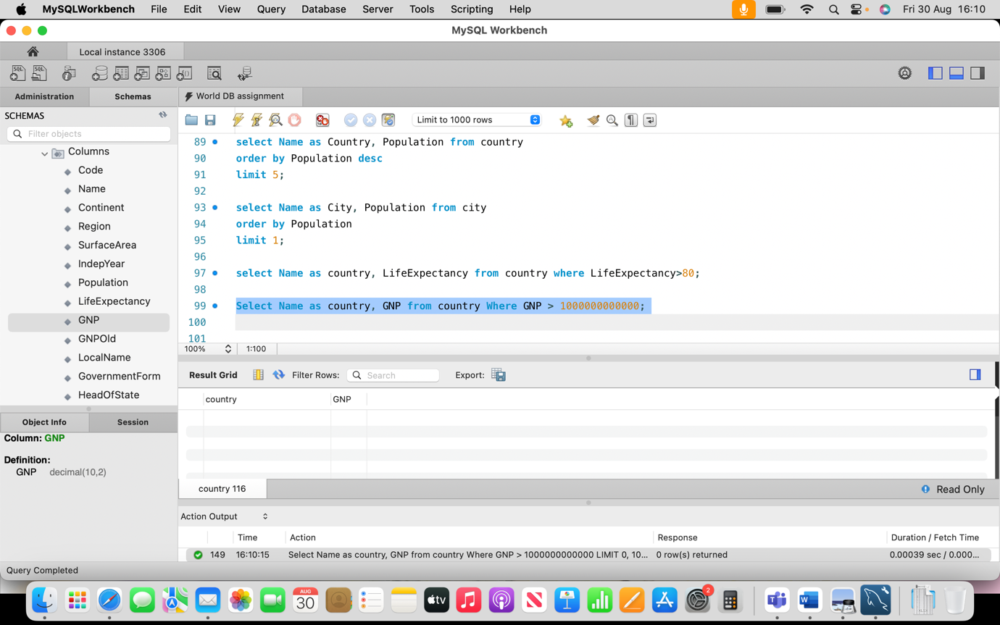 MySQLWorkbench File Edit View Query Database Server Tools Scripting Help Fri 30 Aug 16:10
MySQL Workbench
Local instance 3306
SQL SQL
Administration Schemas World DB assignment
SCHEMAS
Filter objects
Limit to 1000 rows
Columns
Code
Name
Continent
Region
SurfaceArea
IndepYear
Population
LifeExpectancy
GNP
GNPOld
LocalName
GovernmentForm
HeadOfState
89 select Name as Country, Population from country
90 order by Population desc
91 limit 5;
92
93 select Name as City, Population from city
94 order by Population
95 limit 1;
96
97 select Name as country, LifeExpectancy from country where LifeExpectancy>80;
98
99 Select Name as country, GNP from country Where GNP > 1000000000000;
100
101
100% 1:100
Result Grid Filter Rows: Search Export:
country GNP
Object Info Session
Column: GNP
Definition:
GNP decimal(10,2)
country 116 Read Only
Action Output
Time Action Response Duration / Fetch Time
149 16:10:15 Select Name as country, GNP from country Where GNP > 1000000000000 LIMIT 0, 10... 0 row(s) returned 0.00039 sec / 0.000...
Query Completed
AUG
30
tv
2